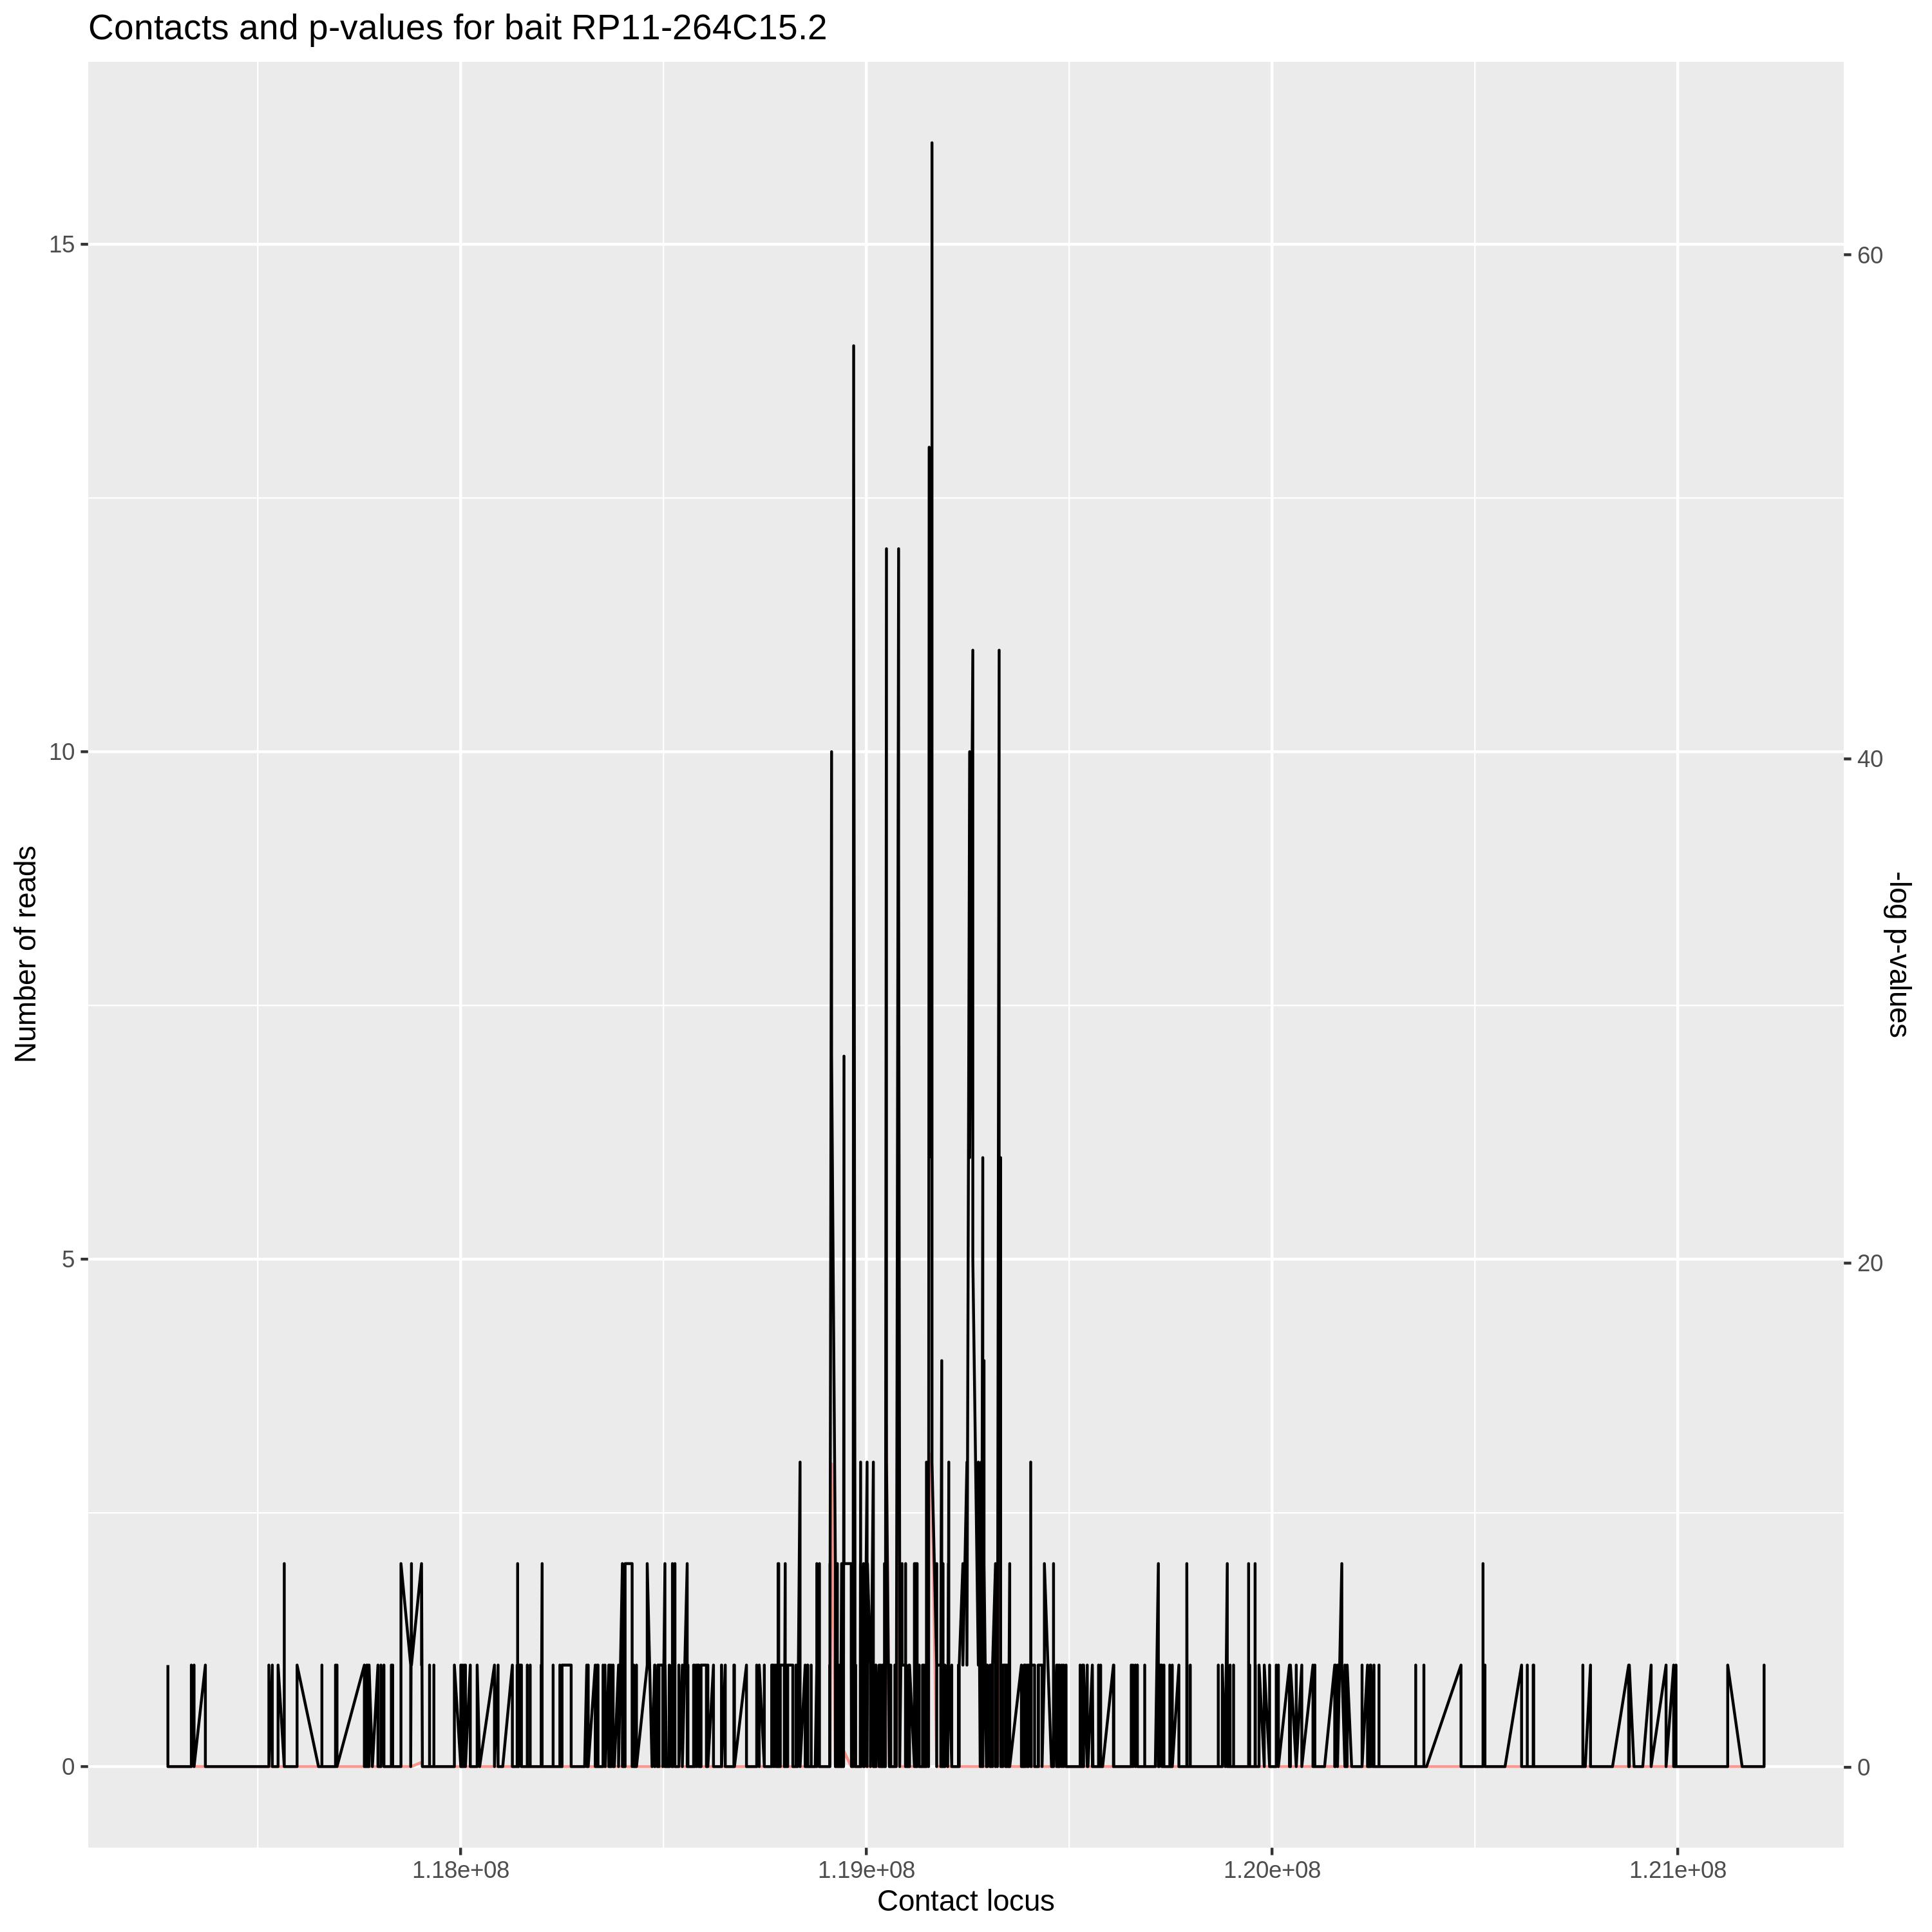 Contacts and p-values for bait RP11-264C15.2
15
10
5
0
60
40
20
0
Number of reads
-log p-values
1.18e+08
1.19e+08
1.20e+08
1.21e+08
Contact locus